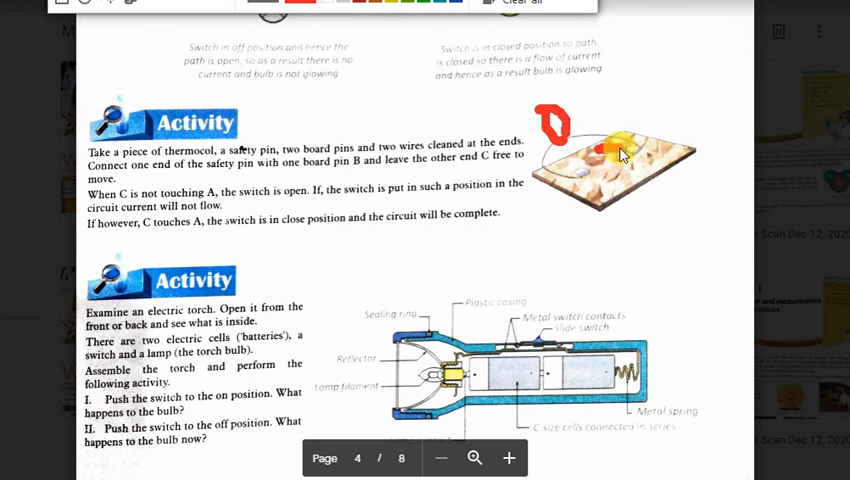 Clear all
Switch in off position and hence the
path is open, so as a result there is no
current and bulb is not glowing
Switch is in closed position so path
is closed so there is a flow of current
and hence as a result bulb is glowing
Activity
Take a piece of thermocol, a safety pin, two board pins and two wires cleaned at the ends.
Connect one end of the safety pin with one board pin B and leave the other end C free to
move.
When C is not touching A, the switch is open. If, the switch is put in such a position in the
circuit current will not flow.
If however, C touches A, the switch is in close position and the circuit will be complete.
Activity
Examine an electric torch. Open it from the
front or back and see what is inside.
There are two electric cells ('batteries'), a
switch and a lamp (the torch bulb).
Assemble the torch and perform the
following activity.
I. Push the switch to the on position. What
happens to the bulb?
II. Push the switch to the off position. What
happens to the bulb now?
Plastic casing
Sealing ring
Metal switch contacts
Slide switch
Reflector
Lamp filament
Metal spring
C-size cells connected in series
Page 4 / 8
Scan Dec 12, 2020
Scan Dec 12, 2020